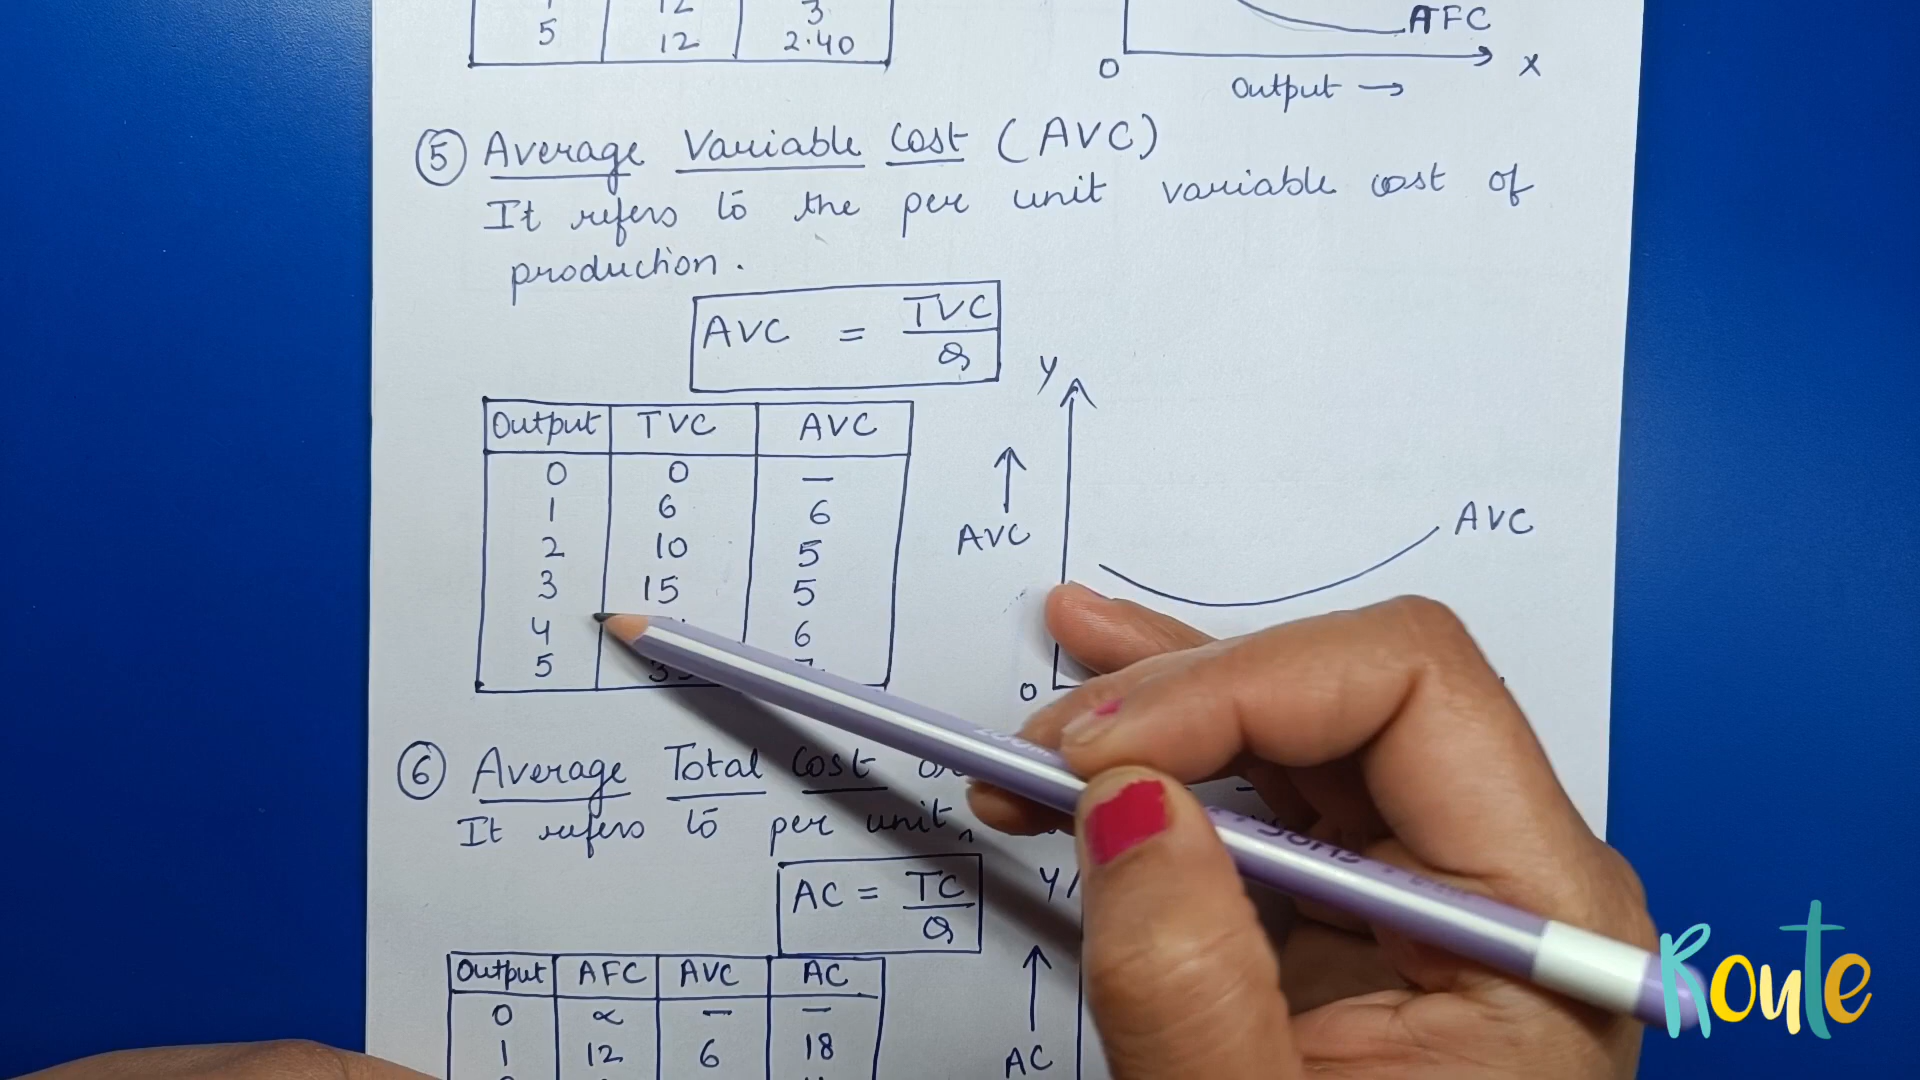 12 3
5 12 2.40
AFC
0 X
Output →
5 Average Variable Cost (AVC)
It refers to the per unit variable cost of
production.
AVC = TVC
Q
Output TVC AVC
0 0 —
1 6 6
2 10 5
3 15 5
4 6
5
Y
AVC
AVC
0
6 Average Total Cost
It refers to per unit
AC = TC
Q
Output AFC AVC AC
0 ∝ — —
1 12 6 18
Y
AC
Route